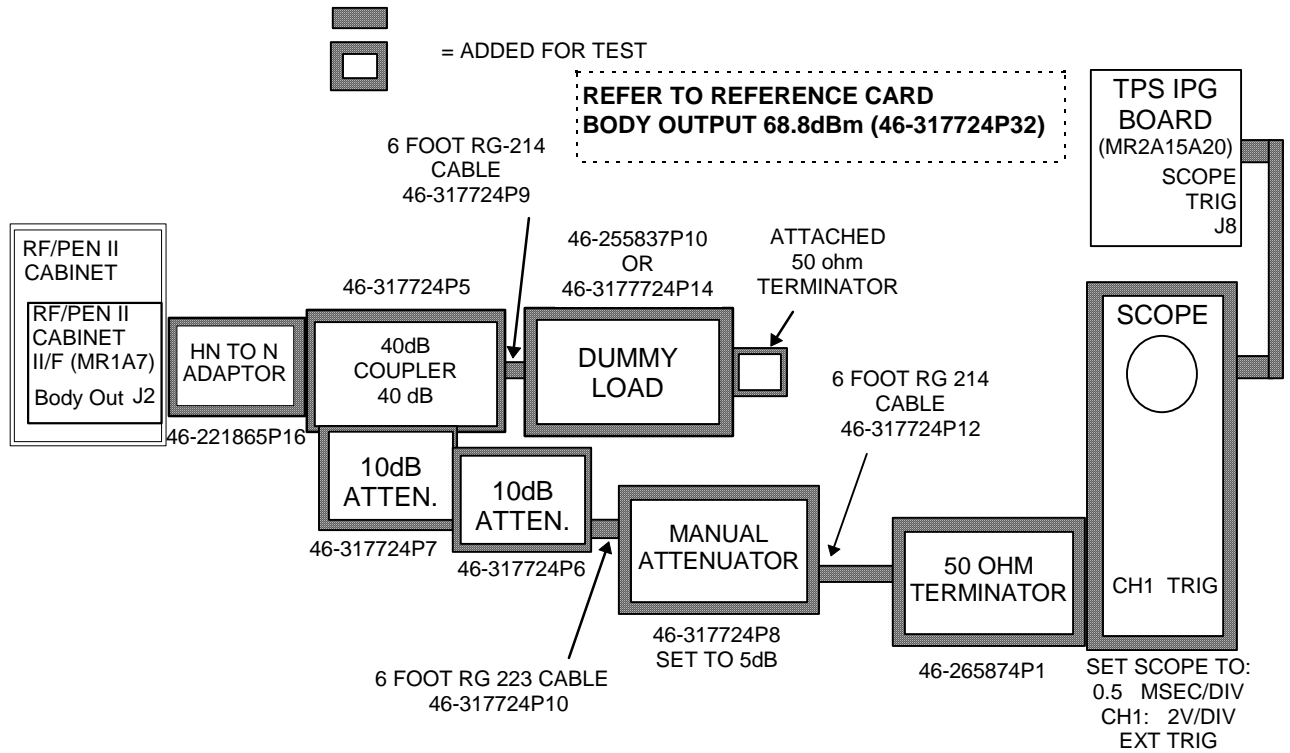 = ADDED FOR TEST
REFER TO REFERENCE CARD
BODY OUTPUT 68.8dBm (46-317724P32)
TPS IPG
BOARD
(MR2A15A20)
SCOPE
TRIG
J8
6 FOOT RG-214
CABLE
46-317724P9
RF/PEN II
CABINET
RF/PEN II
CABINET
II/F (MR1A7)
Body Out J2
HN TO N
ADAPTOR
46-221865P16
46-317724P5
40dB
COUPLER
40 dB
46-255837P10
OR
46-3177724P14
DUMMY
LOAD
ATTACHED
50 ohm
TERMINATOR
10dB
ATTEN.
46-317724P7
10dB
ATTEN.
46-317724P6
6 FOOT RG 223 CABLE
46-317724P10
MANUAL
ATTENUATOR
46-317724P8
SET TO 5dB
6 FOOT RG 214
CABLE
46-317724P12
50 OHM
TERMINATOR
46-265874P1
SCOPE
CH1 TRIG
SET SCOPE TO:
0.5 MSEC/DIV
CH1: 2V/DIV
EXT TRIG